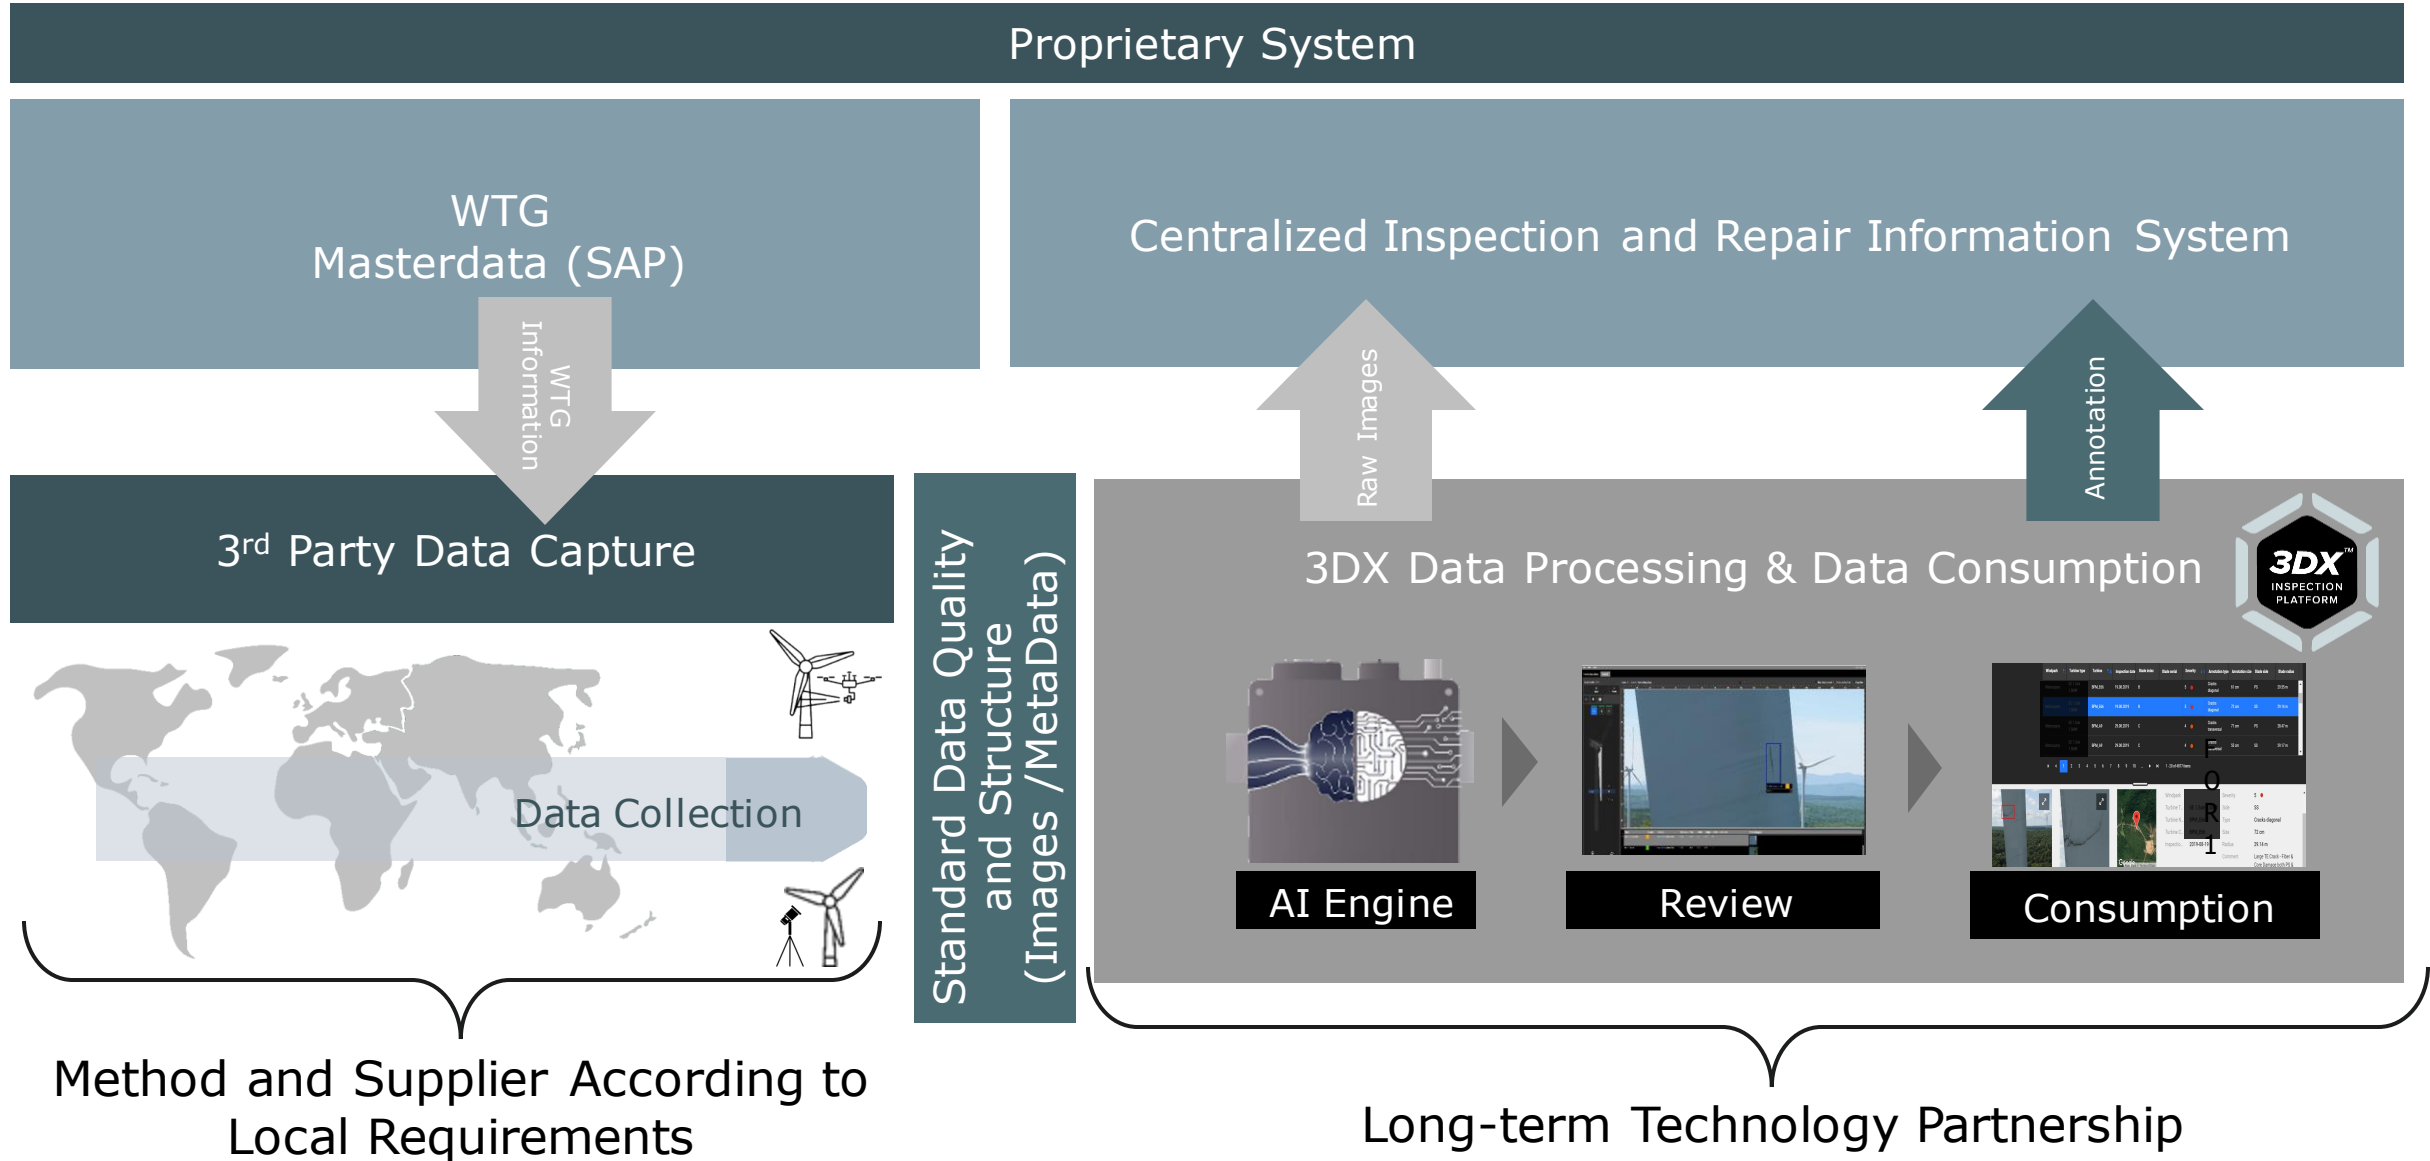 Proprietary System
WTG
Masterdata (SAP)
Centralized Inspection and Repair Information System
WTG
Information
Raw Images
Annotation
3rd Party Data Capture
Standard Data Quality
and Structure
(Images /MetaData)
3DX Data Processing & Data Consumption
3DX™
INSPECTION
PLATFORM
Data Collection
AI Engine
Review
Consumption
Method and Supplier According to
Local Requirements
Long-term Technology Partnership